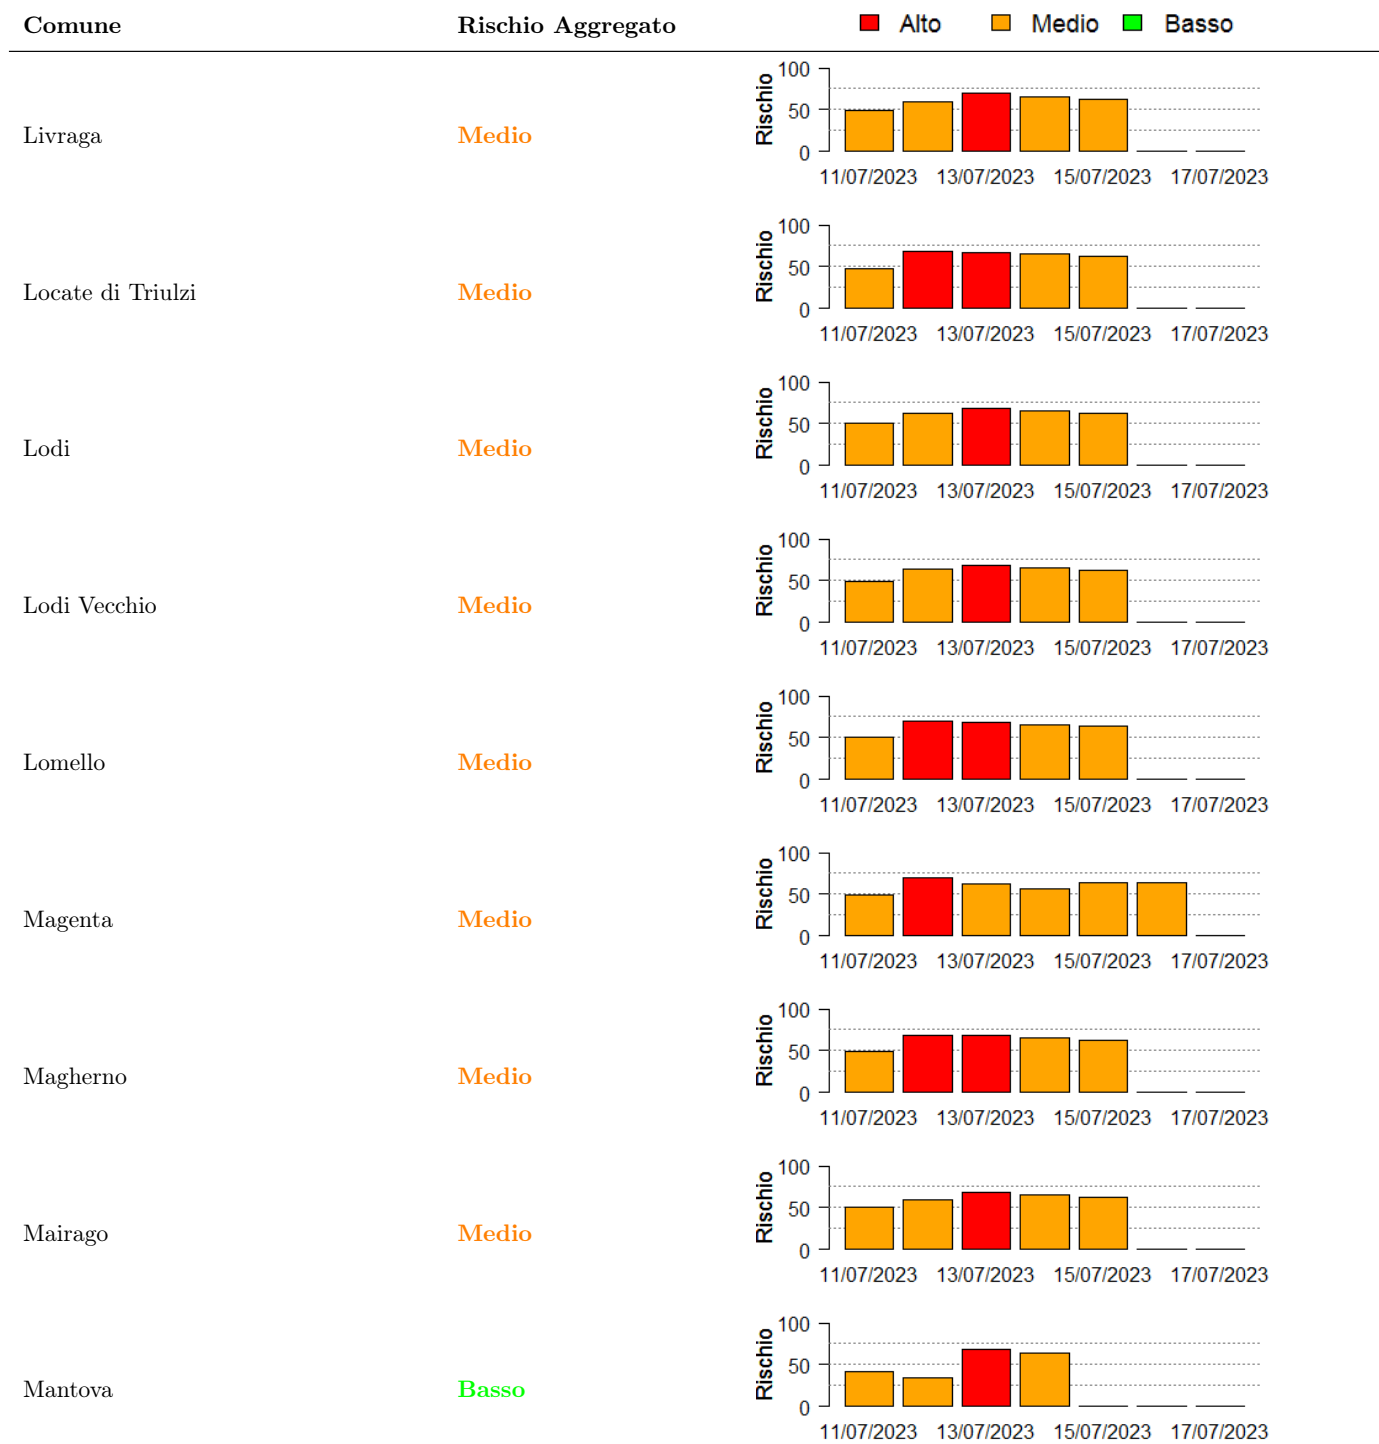 Comune Rischio Aggregato Alto Medio Basso
Livraga Medio Rischio 100 50 0
11/07/2023 13/07/2023 15/07/2023 17/07/2023
Locate di Triulzi Medio Rischio 100 50 0
11/07/2023 13/07/2023 15/07/2023 17/07/2023
Lodi Medio Rischio 100 50 0
11/07/2023 13/07/2023 15/07/2023 17/07/2023
Lodi Vecchio Medio Rischio 100 50 0
11/07/2023 13/07/2023 15/07/2023 17/07/2023
Lomello Medio Rischio 100 50 0
11/07/2023 13/07/2023 15/07/2023 17/07/2023
Magenta Medio Rischio 100 50 0
11/07/2023 13/07/2023 15/07/2023 17/07/2023
Magherno Medio Rischio 100 50 0
11/07/2023 13/07/2023 15/07/2023 17/07/2023
Mairago Medio Rischio 100 50 0
11/07/2023 13/07/2023 15/07/2023 17/07/2023
Mantova Basso Rischio 100 50 0
11/07/2023 13/07/2023 15/07/2023 17/07/2023